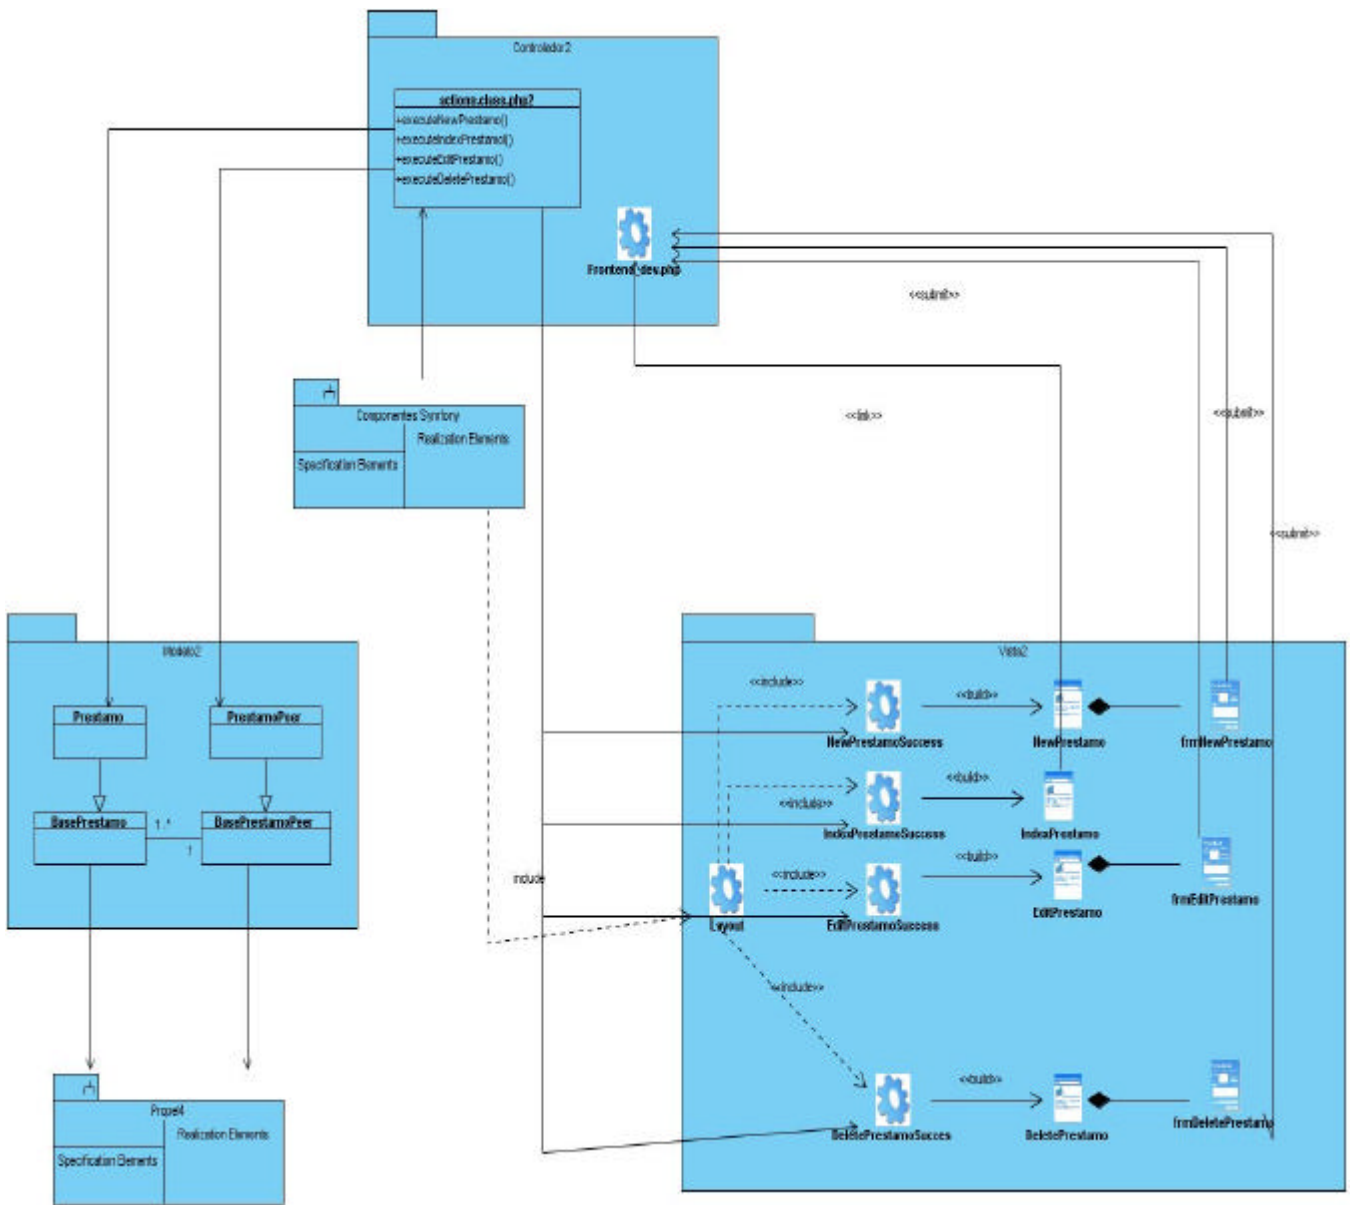 Controlador2
actions.class.php2
+executeNewPrestamo()
+executeIndexPrestamol()
+executeEditPrestamo()
+executeDeletePrestamo()
Frontend_dev.php
<<submit>>
<<link>>
<<submit>>
<<submit>>
Componentes Symfony
Realization Elements
Specification Elements
Modelo2
Prestamo
PrestamoPeer
BasePrestamo
1..*
1
BasePrestamoPeer
Propel4
Realization Elements
Specification Elements
include
Vista2
<<include>>
<<build>>
NewPrestamoSuccess
NewPrestamo
frmNewPrestamo
<<include>>
<<build>>
IndexPrestamoSuccess
IndexPrestamo
<<include>>
<<build>>
Layout
EditPrestamoSuccess
EditPrestamo
frmEditPrestamo
<<include>>
<<build>>
DeletePrestamoSucces
DeletePrestamo
frmDeletePrestamo